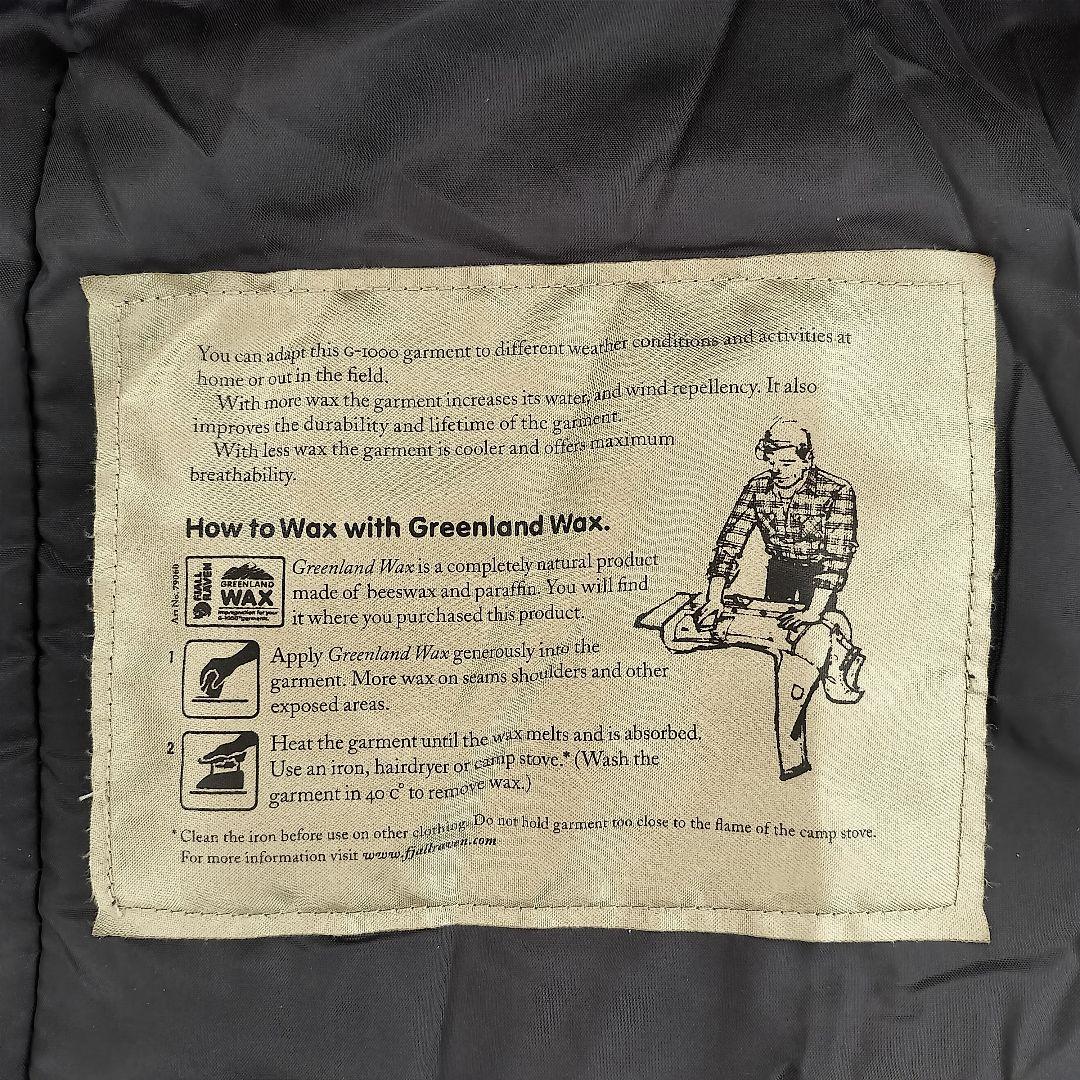 You can adapt this G-1000 garment to different weather conditions and activities at
home or out in the field.
With more wax the garment increases its water, and wind repellency. It also
improves the durability and lifetime of the garment.
With less wax the garment is cooler and offers maximum
breathability.
How to Wax with Greenland Wax.
Art No. 79060
FJÄLL
RÄVEN
GREENLAND
WAX
impregnation for your
G-1000 garments
Greenland Wax is a completely natural product
made of beeswax and paraffin. You will find
it where you purchased this product.
1
Apply Greenland Wax generously into the
garment. More wax on seams shoulders and other
exposed areas.
2
Heat the garment until the wax melts and is absorbed.
Use an iron, hairdryer or camp stove.* (Wash the
garment in 40 c° to remove wax.)
*Clean the iron before use on other clothing. Do not hold garment too close to the flame of the camp stove.
For more information visit www.fjallraven.com